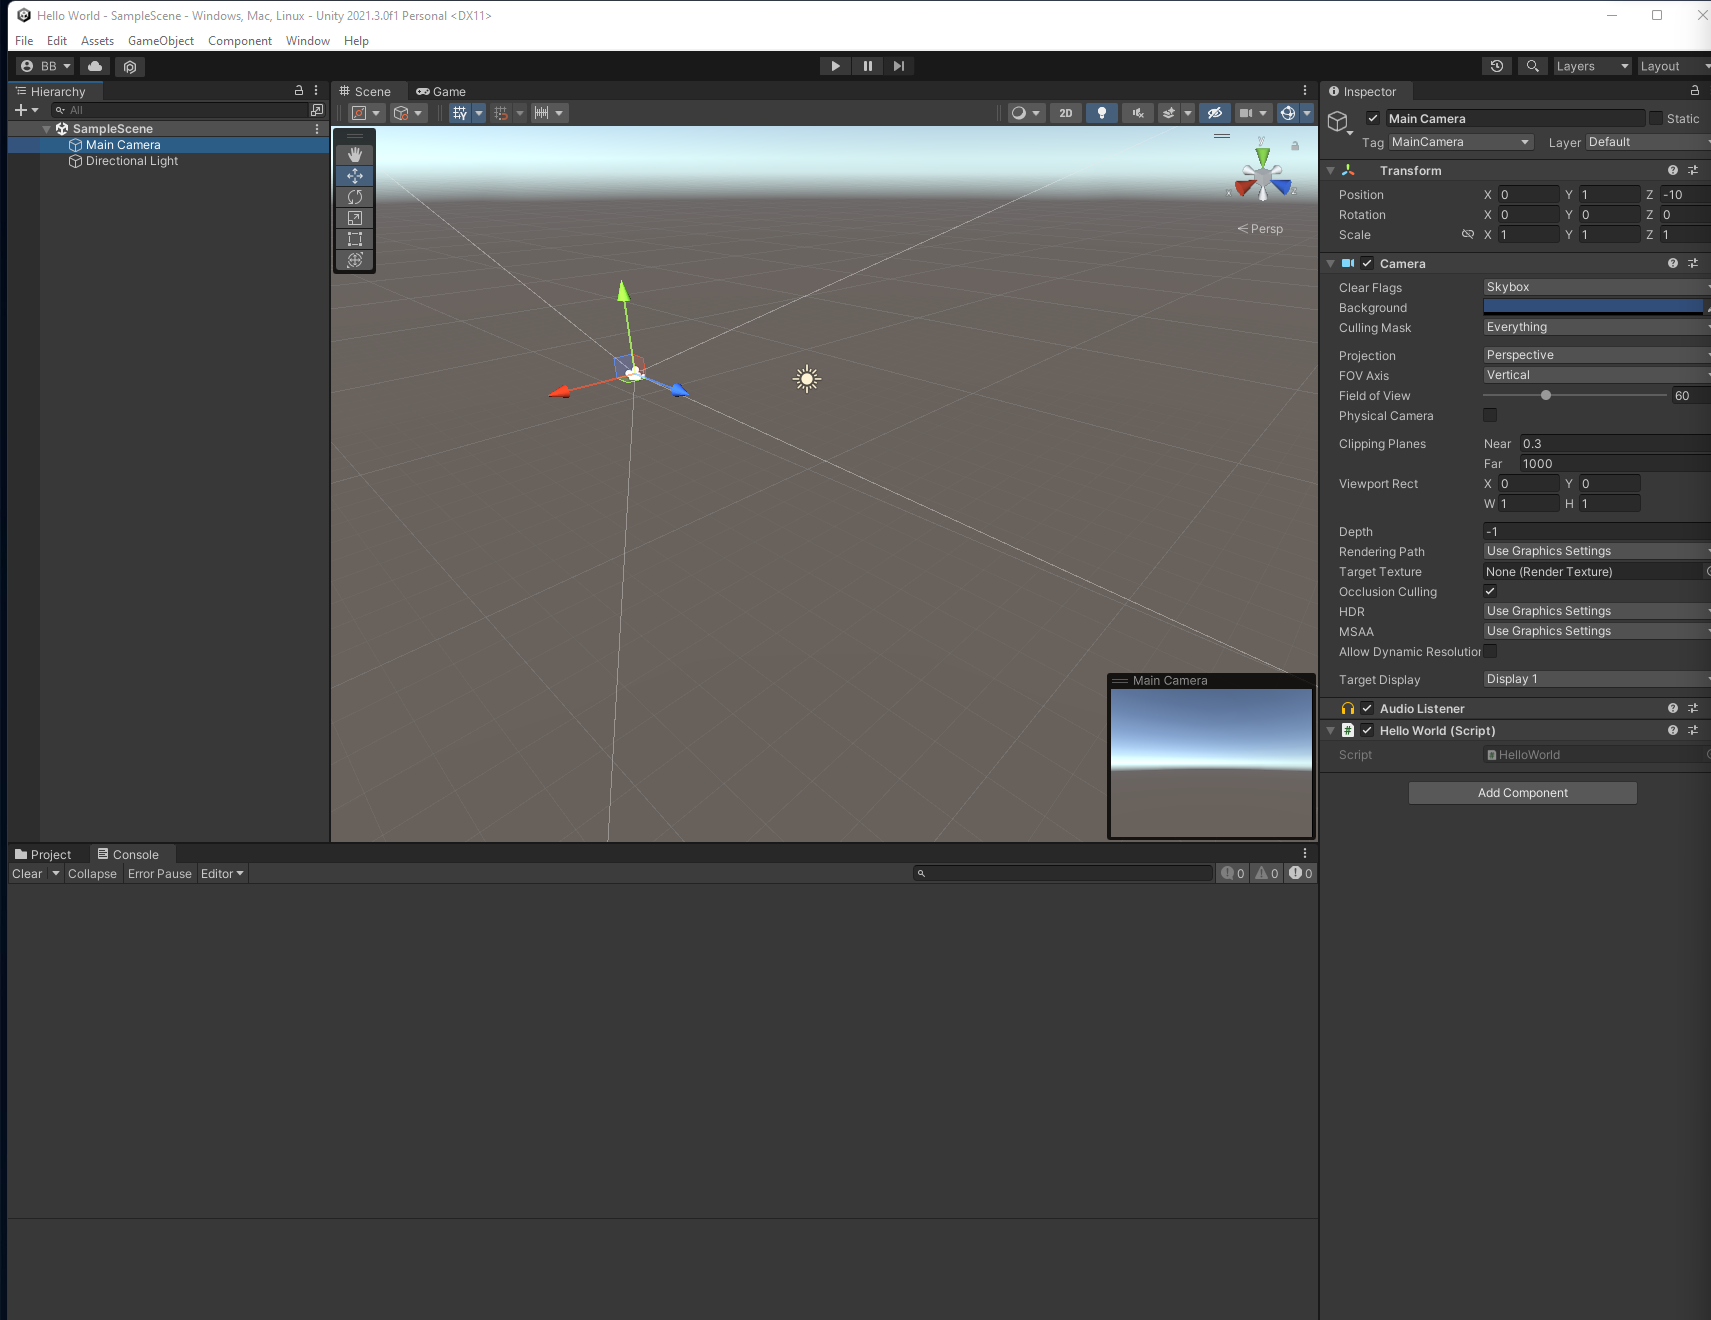 Hello World - SampleScene - Windows, Mac, Linux - Unity 2021.3.0f1 Personal <DX11>
File Edit Assets GameObject Component Window Help
BB Layers Layout
Hierarchy
All
SampleScene
Main Camera
Directional Light
Scene Game
2D
y
x
z
Persp
Main Camera
Inspector
Main Camera Static
Tag MainCamera Layer Default
Transform
Position X 0 Y 1 Z -10
Rotation X 0 Y 0 Z 0
Scale X 1 Y 1 Z 1
Camera
Clear Flags Skybox
Background
Culling Mask Everything
Projection Perspective
FOV Axis Vertical
Field of View 60
Physical Camera
Clipping Planes Near 0.3
Far 1000
Viewport Rect X 0 Y 0
W 1 H 1
Depth -1
Rendering Path Use Graphics Settings
Target Texture None (Render Texture)
Occlusion Culling
HDR Use Graphics Settings
MSAA Use Graphics Settings
Allow Dynamic Resolution
Target Display Display 1
Audio Listener
# Hello World (Script)
Script HelloWorld
Add Component
Project Console
Clear Collapse Error Pause Editor 0 0 0